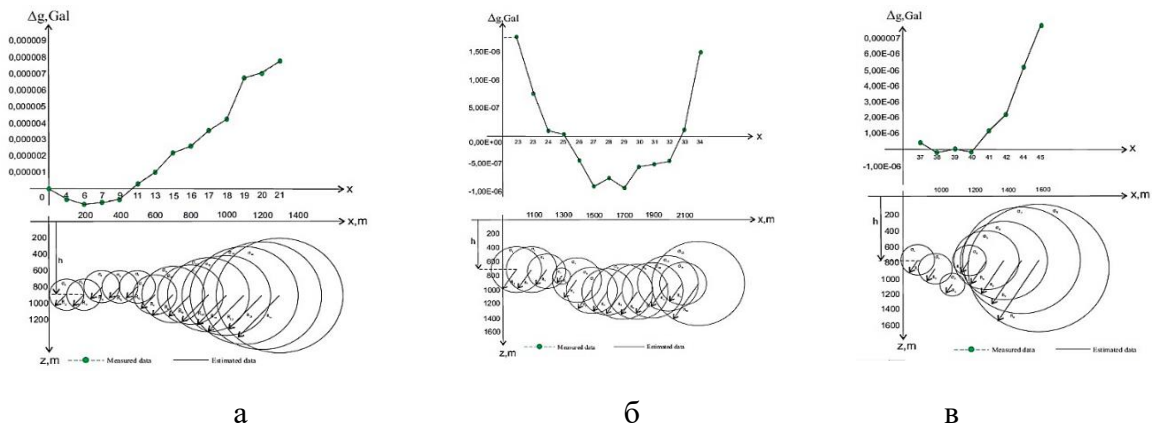 Δg,Gal
0,000009
0,000008
0,000007
0,000005
0,000004
0,000003
0,000002
0,000001
0
4 6 7 9 11 13 15 16 17 18 19 20 21
x
200 400 600 800 1000 1200 1400
x,m
h
200
400
600
800
1000
1200
z,m
Measured data
Estimated data
а
Δg,Gal
1,50E-06
1,00E-06
5,00E-07
0,00E+00
-5,00E-07
-1,00E-06
23 23 24 25 26 27 28 29 30 31 32 33 34
x
1100 1300 1500 1700 1900 2100
x,m
h
200
400
600
800
1000
1200
1400
1600
z,m
Measured data
Estimated data
б
Δg,Gal
0,000007
6,00E-06
5,00E-06
4,00E-06
3,00E-06
2,00E-06
1,00E-06
-1,00E-06
37 38 39 40 41 42 44 45
x
1000 1200 1400 1600
x,m
h
200
400
600
800
1000
1200
1400
1600
z,m
Measured data
Estimated data
в